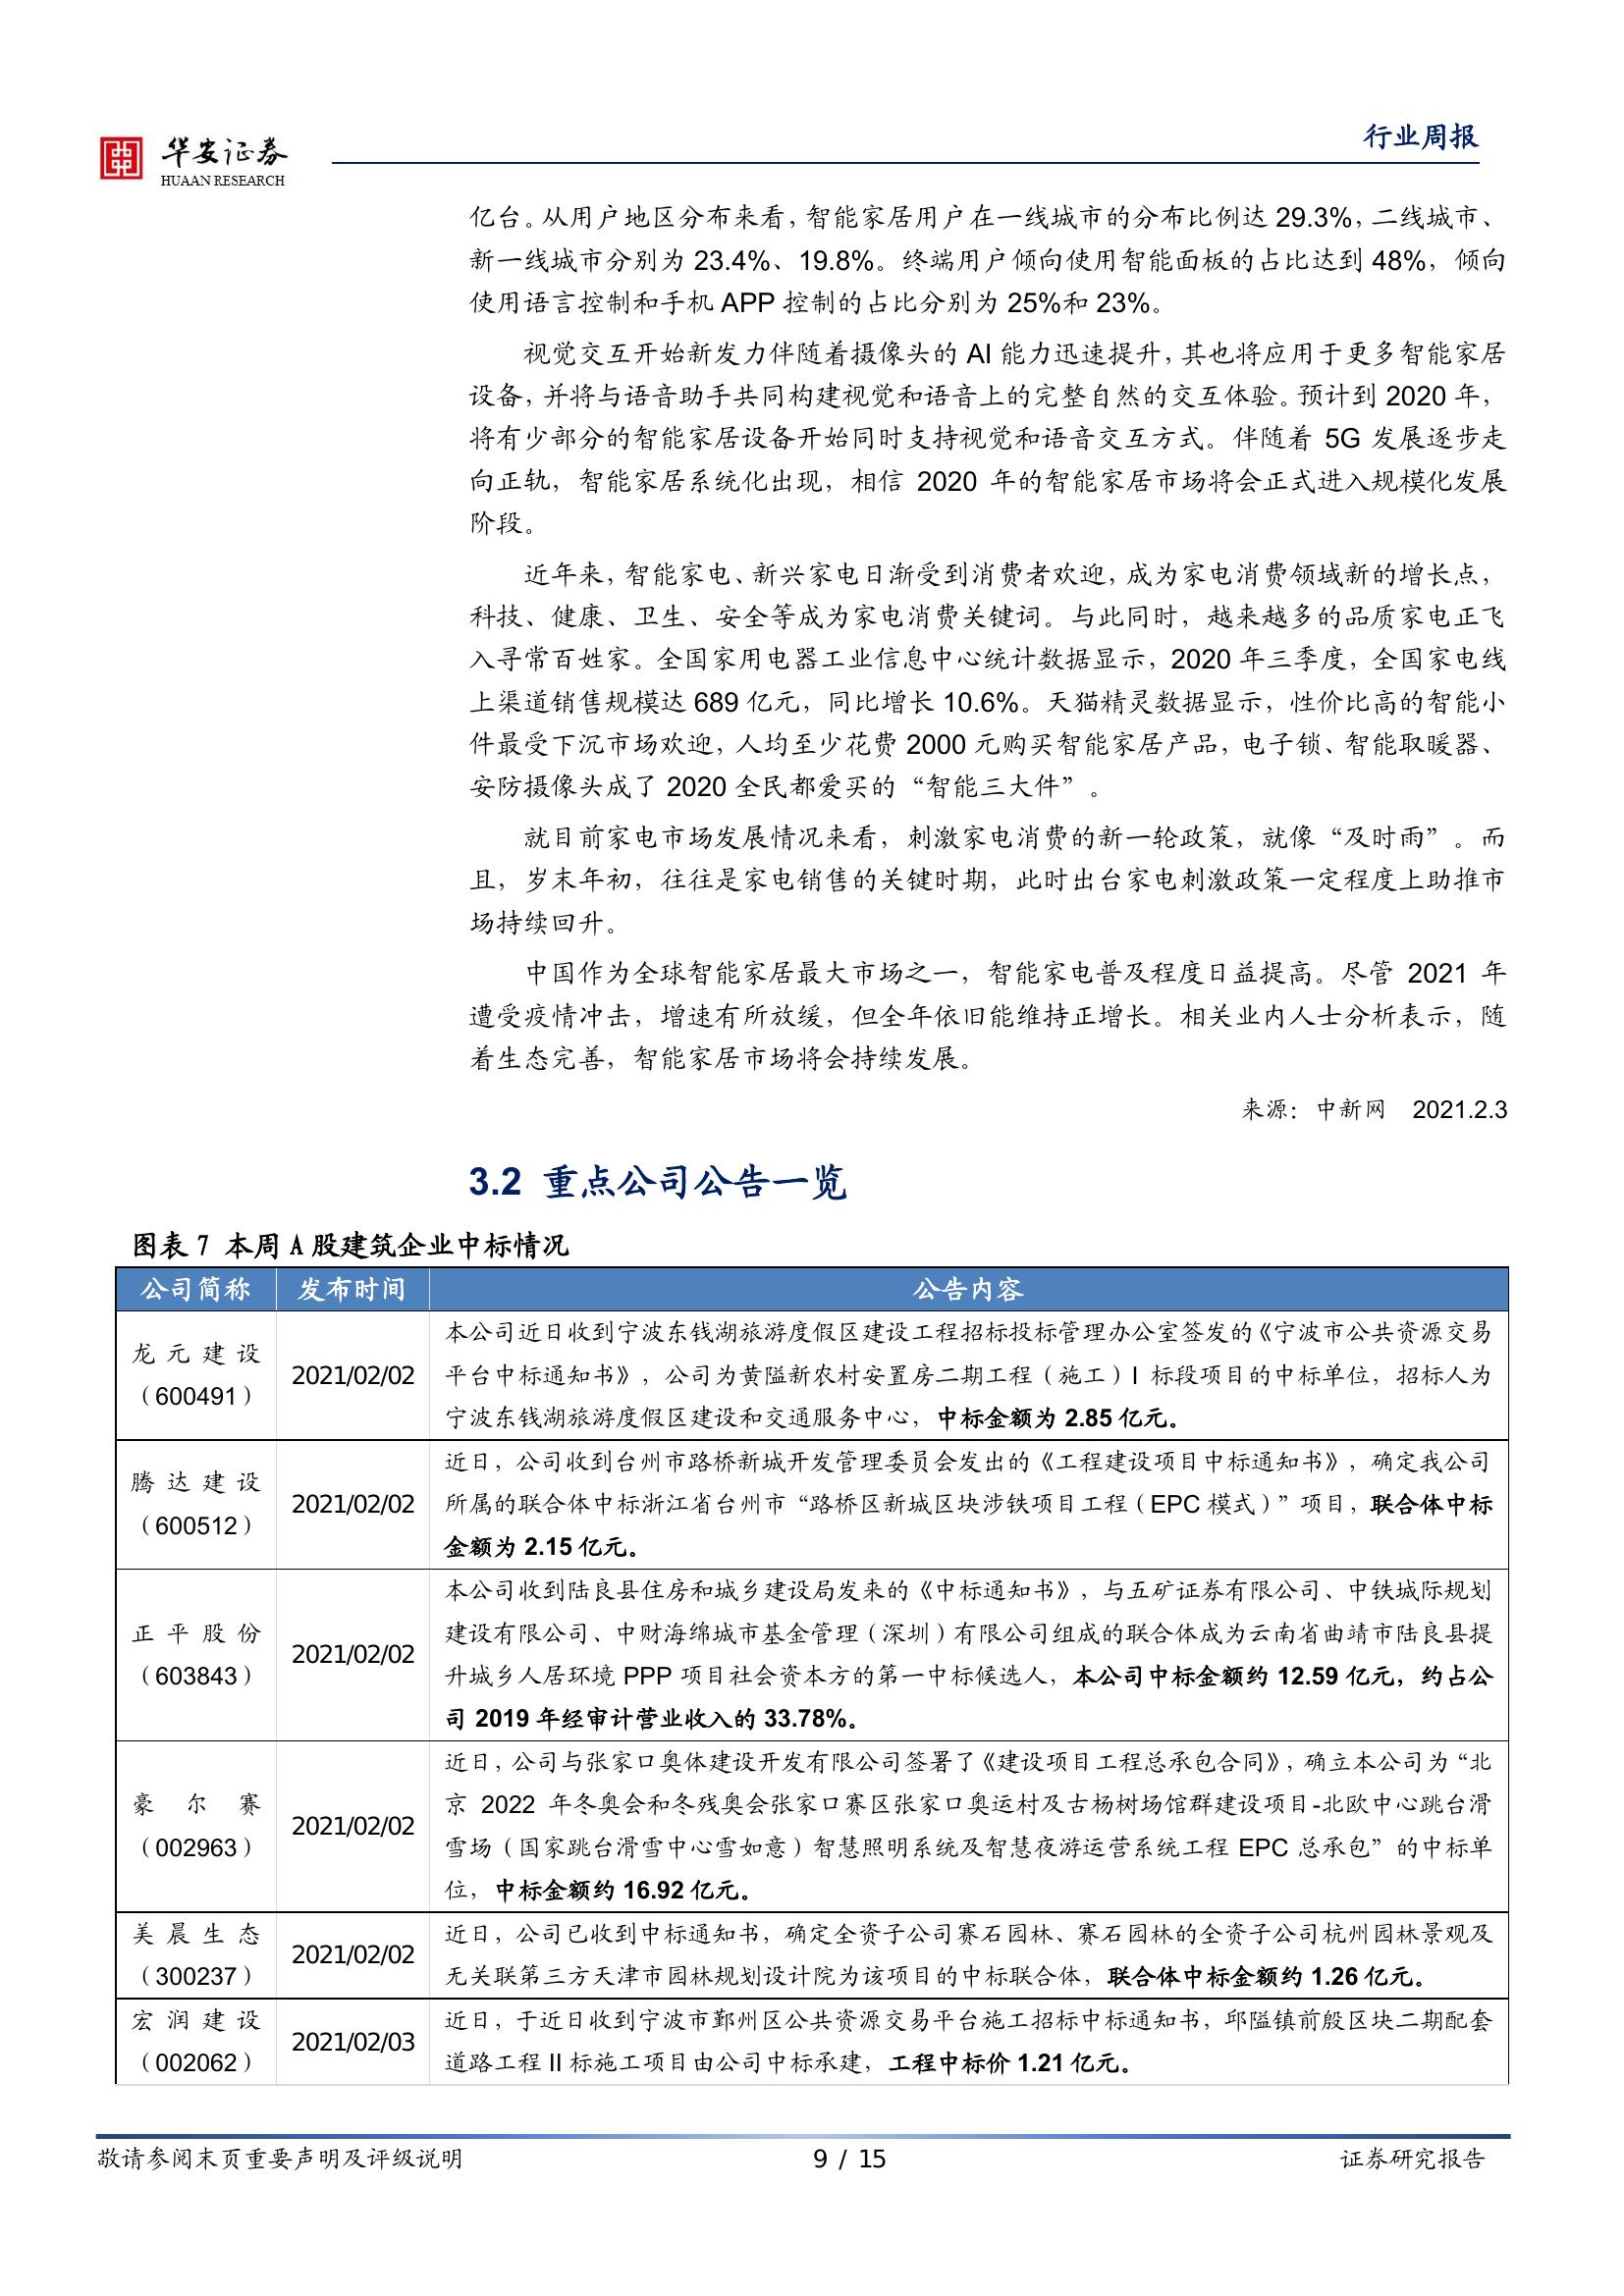 华安证券
HUAAN RESEARCH
行业周报
亿台。从用户地区分布来看，智能家居用户在一线城市的分布比例达 29.3%，二线城市、
新一线城市分别为 23.4%、19.8%。终端用户倾向使用智能面板的占比达到 48%，倾向
使用语言控制和手机 APP 控制的占比分别为 25%和 23%。
视觉交互开始新发力伴随着摄像头的 AI 能力迅速提升，其也将应用于更多智能家居
设备，并将与语音助手共同构建视觉和语音上的完整自然的交互体验。预计到 2020 年，
将有少部分的智能家居设备开始同时支持视觉和语音交互方式。伴随着 5G 发展逐步走
向正轨，智能家居系统化出现，相信 2020 年的智能家居市场将会正式进入规模化发展
阶段。
近年来，智能家电、新兴家电日渐受到消费者欢迎，成为家电消费领域新的增长点，
科技、健康、卫生、安全等成为家电消费关键词。与此同时，越来越多的品质家电正飞
入寻常百姓家。全国家用电器工业信息中心统计数据显示，2020 年三季度，全国家电线
上渠道销售规模达 689 亿元，同比增长 10.6%。天猫精灵数据显示，性价比高的智能小
件最受下沉市场欢迎，人均至少花费 2000 元购买智能家居产品，电子锁、智能取暖器、
安防摄像头成了 2020 全民都爱买的“智能三大件”。
就目前家电市场发展情况来看，刺激家电消费的新一轮政策，就像“及时雨”。而
且，岁末年初，往往是家电销售的关键时期，此时出台家电刺激政策一定程度上助推市
场持续回升。
中国作为全球智能家居最大市场之一，智能家电普及程度日益提高。尽管 2021 年
遭受疫情冲击，增速有所放缓，但全年依旧能维持正增长。相关业内人士分析表示，随
着生态完善，智能家居市场将会持续发展。
来源：中新网 2021.2.3
3.2 重点公司公告一览
图表 7 本周 A 股建筑企业中标情况
公司简称 发布时间 公告内容
龙元建设
（600491）
2021/02/02
本公司近日收到宁波东钱湖旅游度假区建设工程招标投标管理办公室签发的《宁波市公共资源交易
平台中标通知书》，公司为黄隘新农村安置房二期工程（施工）I 标段项目的中标单位，招标人为
宁波东钱湖旅游度假区建设和交通服务中心，中标金额为 2.85 亿元。
腾达建设
（600512）
2021/02/02
近日，公司收到台州市路桥新城开发管理委员会发出的《工程建设项目中标通知书》，确定我公司
所属的联合体中标浙江省台州市“路桥区新城区块涉铁项目工程（EPC 模式）”项目，联合体中标
金额为 2.15 亿元。
正平股份
（603843）
2021/02/02
本公司收到陆良县住房和城乡建设局发来的《中标通知书》，与五矿证券有限公司、中铁城际规划
建设有限公司、中财海绵城市基金管理（深圳）有限公司组成的联合体成为云南省曲靖市陆良县提
升城乡人居环境 PPP 项目社会资本方的第一中标候选人，本公司中标金额约 12.59 亿元，约占公
司 2019 年经审计营业收入的 33.78%。
豪尔赛
（002963）
2021/02/02
近日，公司与张家口奥体建设开发有限公司签署了《建设项目工程总承包合同》，确立本公司为“北
京 2022 年冬奥会和冬残奥会张家口赛区张家口奥运村及古杨树场馆群建设项目-北欧中心跳台滑
雪场（国家跳台滑雪中心雪如意）智慧照明系统及智慧夜游运营系统工程 EPC 总承包”的中标单
位，中标金额约 16.92 亿元。
美晨生态
（300237）
2021/02/02
近日，公司已收到中标通知书，确定全资子公司赛石园林、赛石园林的全资子公司杭州园林景观及
无关联第三方天津市园林规划设计院为该项目的中标联合体，联合体中标金额约 1.26 亿元。
宏润建设
（002062）
2021/02/03
近日，于近日收到宁波市鄞州区公共资源交易平台施工招标中标通知书，邱隘镇前殷区块二期配套
道路工程 II 标施工项目由公司中标承建，工程中标价 1.21 亿元。
敬请参阅末页重要声明及评级说明
9 / 15
证券研究报告